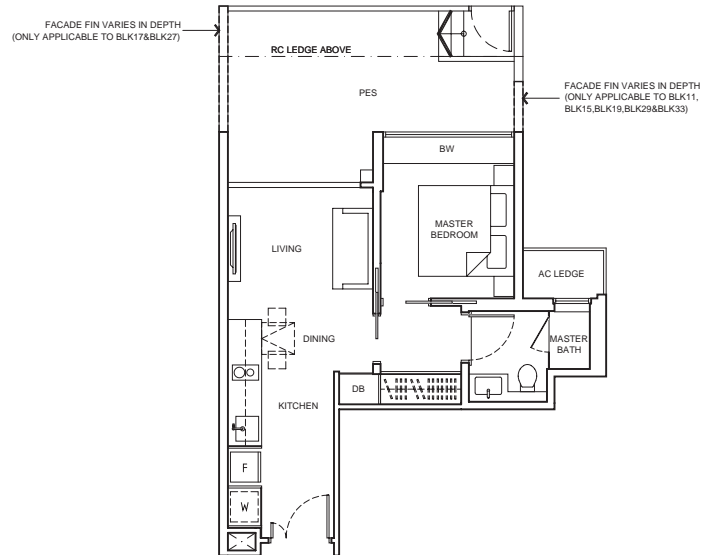 FACADE FIN VARIES IN DEPTH
(ONLY APPLICABLE TO BLK17&BLK27)
RC LEDGE ABOVE
PES
FACADE FIN VARIES IN DEPTH
(ONLY APPLICABLE TO BLK11,
BLK15,BLK19,BLK29&BLK33)
BW
MASTER
BEDROOM
LIVING
AC LEDGE
DINING
MASTER
BATH
DB
KITCHEN
F
W